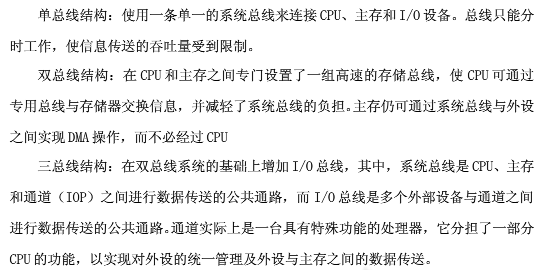 单总线结构：使用一条单一的系统总线来连接 CPU、主存和 I/O 设备。总线只能分
时工作，使信息传送的吞吐量受到限制。
双总线结构：在 CPU 和主存之间专门设置了一组高速的存储总线，使 CPU 可通过
专用总线与存储器交换信息，并减轻了系统总线的负担。主存仍可通过系统总线与外设
之间实现 DMA 操作，而不必经过 CPU
三总线结构：在双总线系统的基础上增加 I/O 总线，其中，系统总线是 CPU、主存
和通道（IOP）之间进行数据传送的公共通路，而 I/O 总线是多个外部设备与通道之间
进行数据传送的公共通路。通道实际上是一台具有特殊功能的处理器，它分担了一部分
CPU 的功能，以实现对外设的统一管理及外设与主存之间的数据传送。